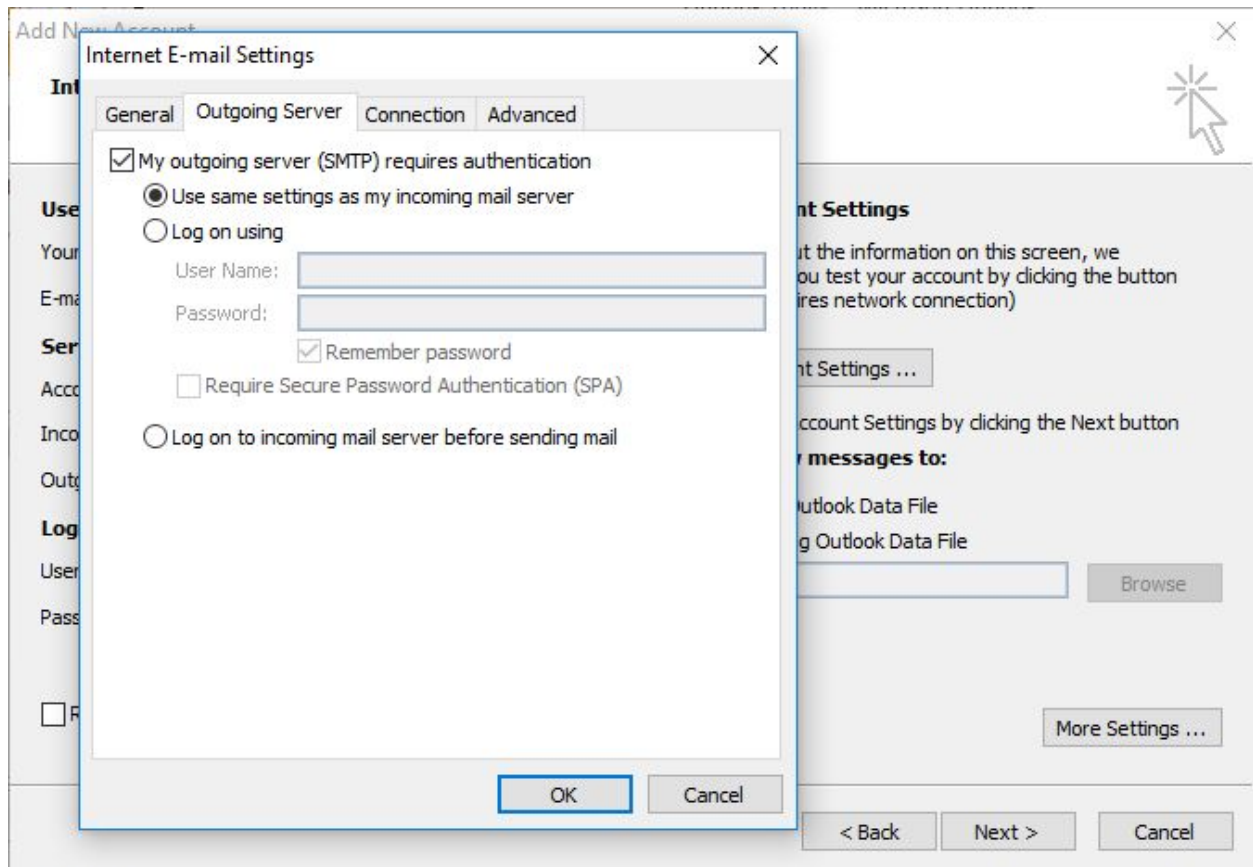 Add New Account
Internet E-mail Settings
Int
General Outgoing Server Connection Advanced
My outgoing server (SMTP) requires authentication
Use same settings as my incoming mail server
Log on using
User Name:
Password:
Remember password
Require Secure Password Authentication (SPA)
Log on to incoming mail server before sending mail
OK Cancel
Use
Your
E-ma
Ser
Acco
Inco
Outg
Log
User
Pass
R
nt Settings
ut the information on this screen, we
ou test your account by clicking the button
ires network connection)
nt Settings ...
ccount Settings by clicking the Next button
messages to:
utlook Data File
g Outlook Data File
Browse
More Settings ...
< Back Next > Cancel